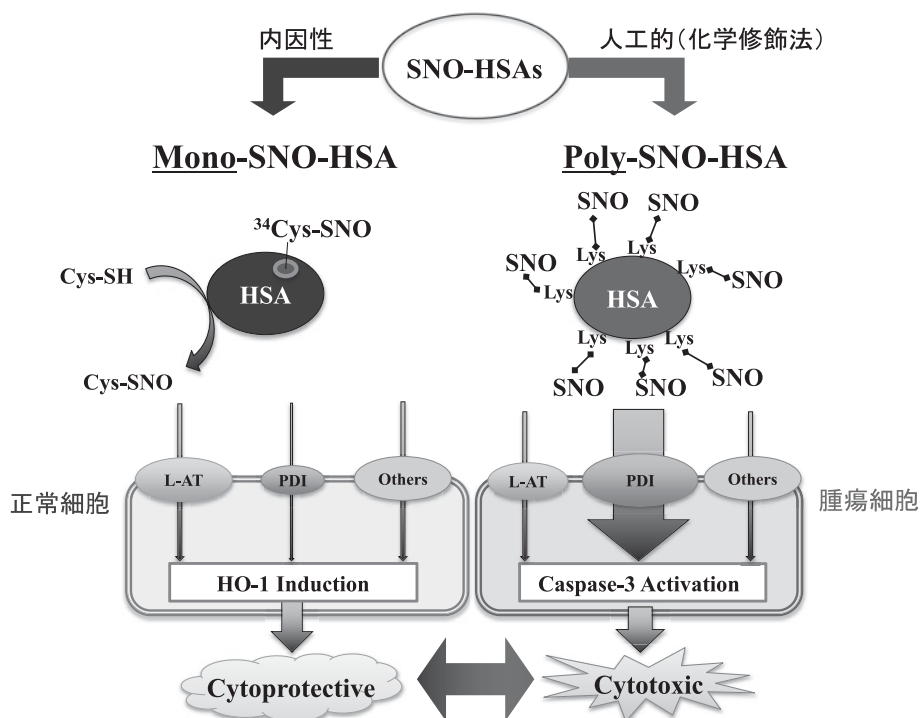 内因性
人工的(化学修飾法)
SNO-HSAs
Mono-SNO-HSA
Poly-SNO-HSA
34Cys-SNO
Cys-SH
HSA
Cys-SNO
SNO
SNO
Lys
Lys
SNO
Lys
Lys
SNO
HSA
Lys
Lys
Lys
SNO
SNO
SNO
正常細胞
L-AT
PDI
Others
HO-1 Induction
Cytoprotective
L-AT
PDI
Others
腫瘍細胞
Caspase-3 Activation
Cytotoxic